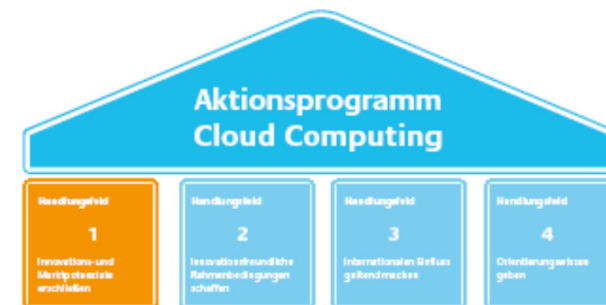 Aktionsprogramm
Cloud Computing
Handlungsfeld
1
Innovations- und
Marktpotenziale
erschließen
Handlungsfeld
2
Innovationsfreundliche
Rahmenbedingungen
schaffen
Handlungsfeld
3
Internationalen Einfluss
geltend machen
Handlungsfeld
4
Orientierungswissen
geben